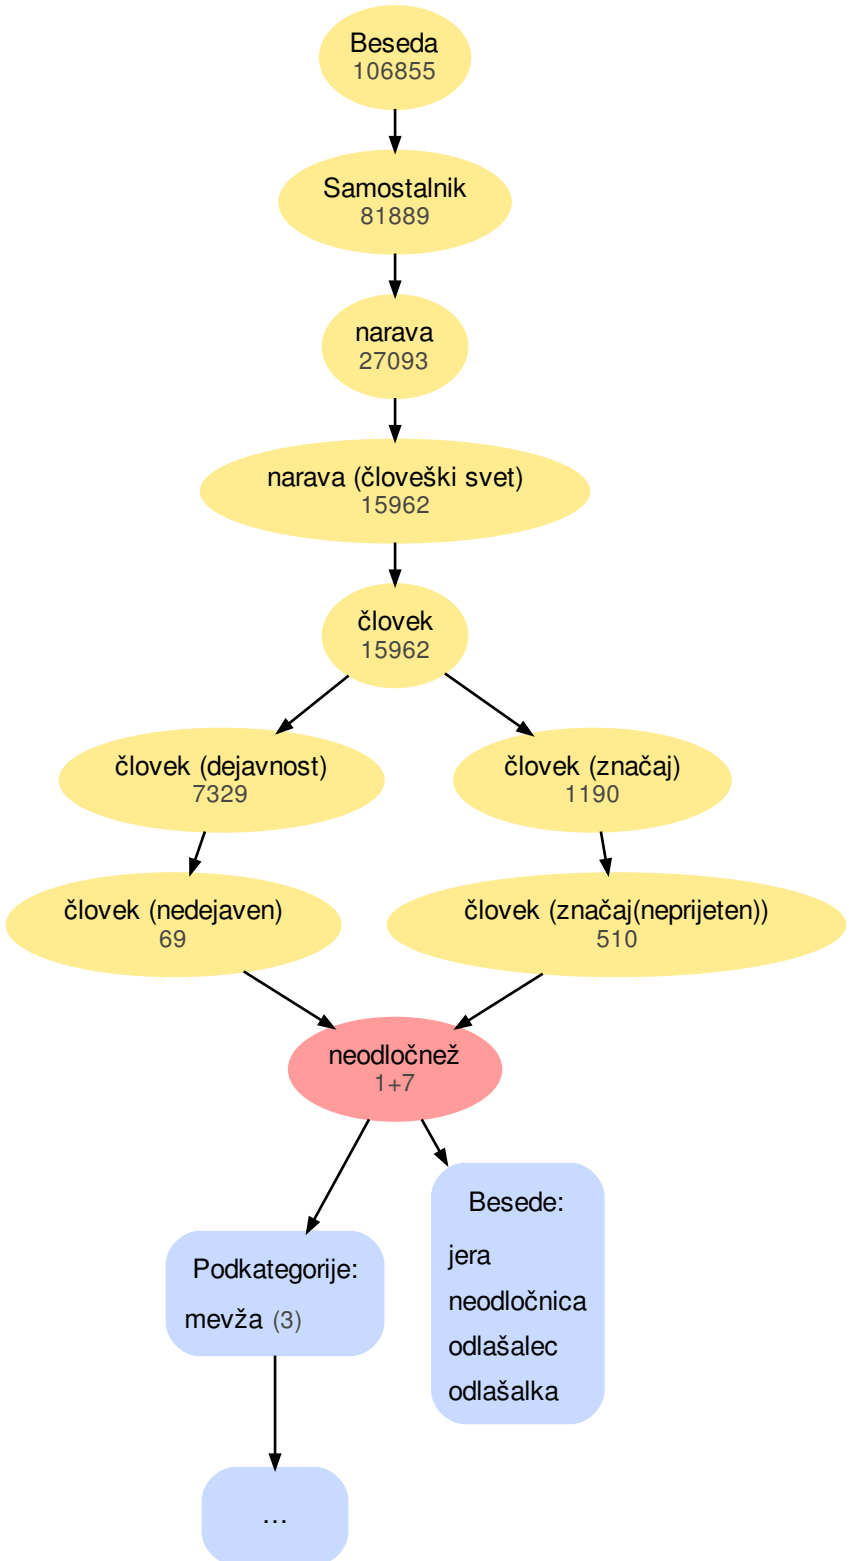 Beseda
106855
Samostalnik
81889
narava
27093
narava (človeški svet)
15962
človek
15962
človek (dejavnost)
7329
človek (značaj)
1190
človek (nedejaven)
69
človek (značaj(neprijeten))
510
neodločnež
1+7
Podkategorije:
mevža (3)
Besede:
jera
neodločnica
odlašalec
odlašalka
…